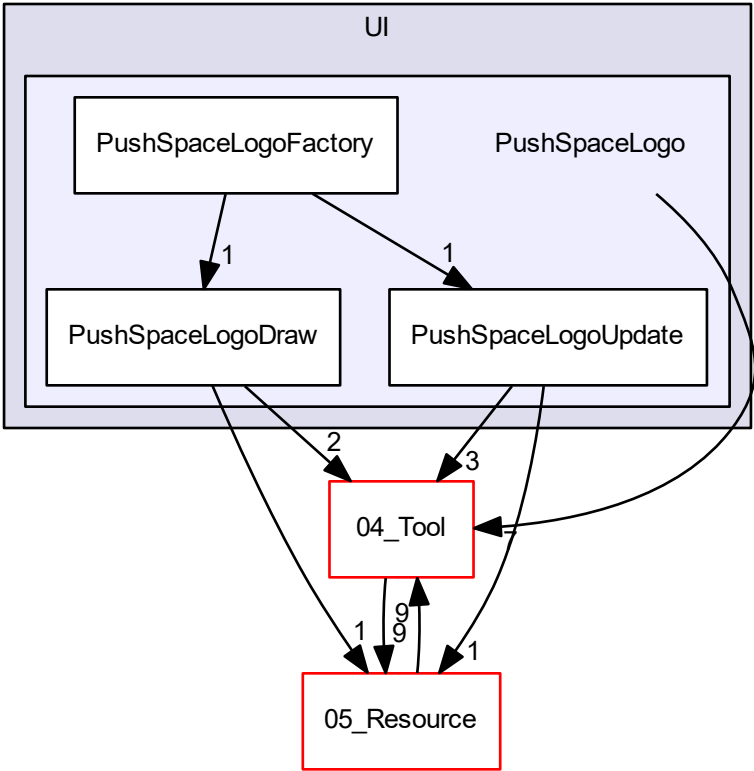 UI
PushSpaceLogoFactory
PushSpaceLogo
1
1
PushSpaceLogoDraw
PushSpaceLogoUpdate
2
3
04_Tool
9
9
1
1
05_Resource